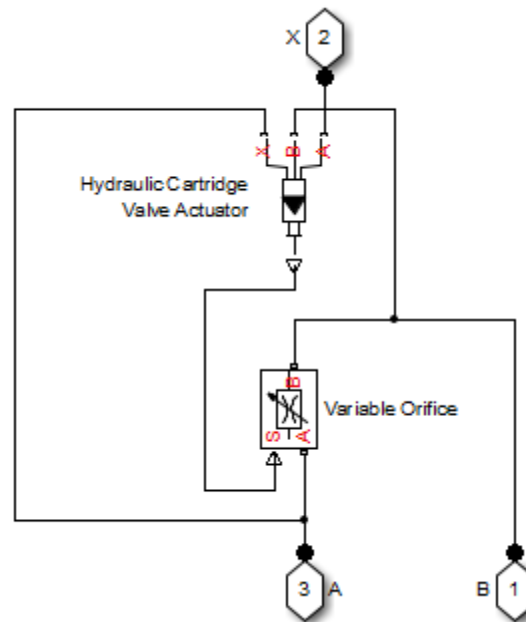 X 2
X B A
Hydraulic Cartridge
Valve Actuator
B
Variable Orifice
S A
3 A
B 1